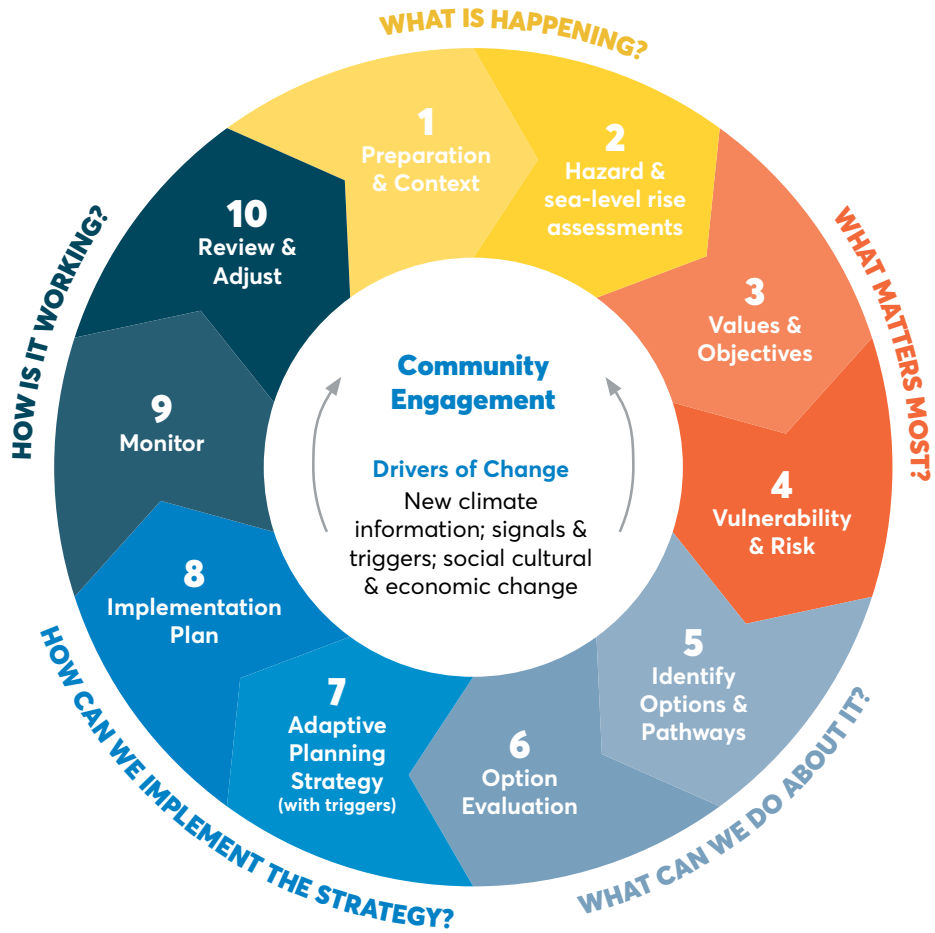 WHAT IS HAPPENING?
1
Preparation
& Context
2
Hazard &
sea-level rise
assessments
WHAT MATTERS MOST?
3
Values &
Objectives
4
Vulnerability
& Risk
WHAT CAN WE DO ABOUT IT?
5
Identify
Options &
Pathways
6
Option
Evaluation
HOW CAN WE IMPLEMENT THE STRATEGY?
7
Adaptive
Planning
Strategy
(with triggers)
8
Implementation
Plan
HOW IS IT WORKING?
9
Monitor
10
Review &
Adjust
Community
Engagement
Drivers of Change
New climate
information; signals &
triggers; social cultural
& economic change